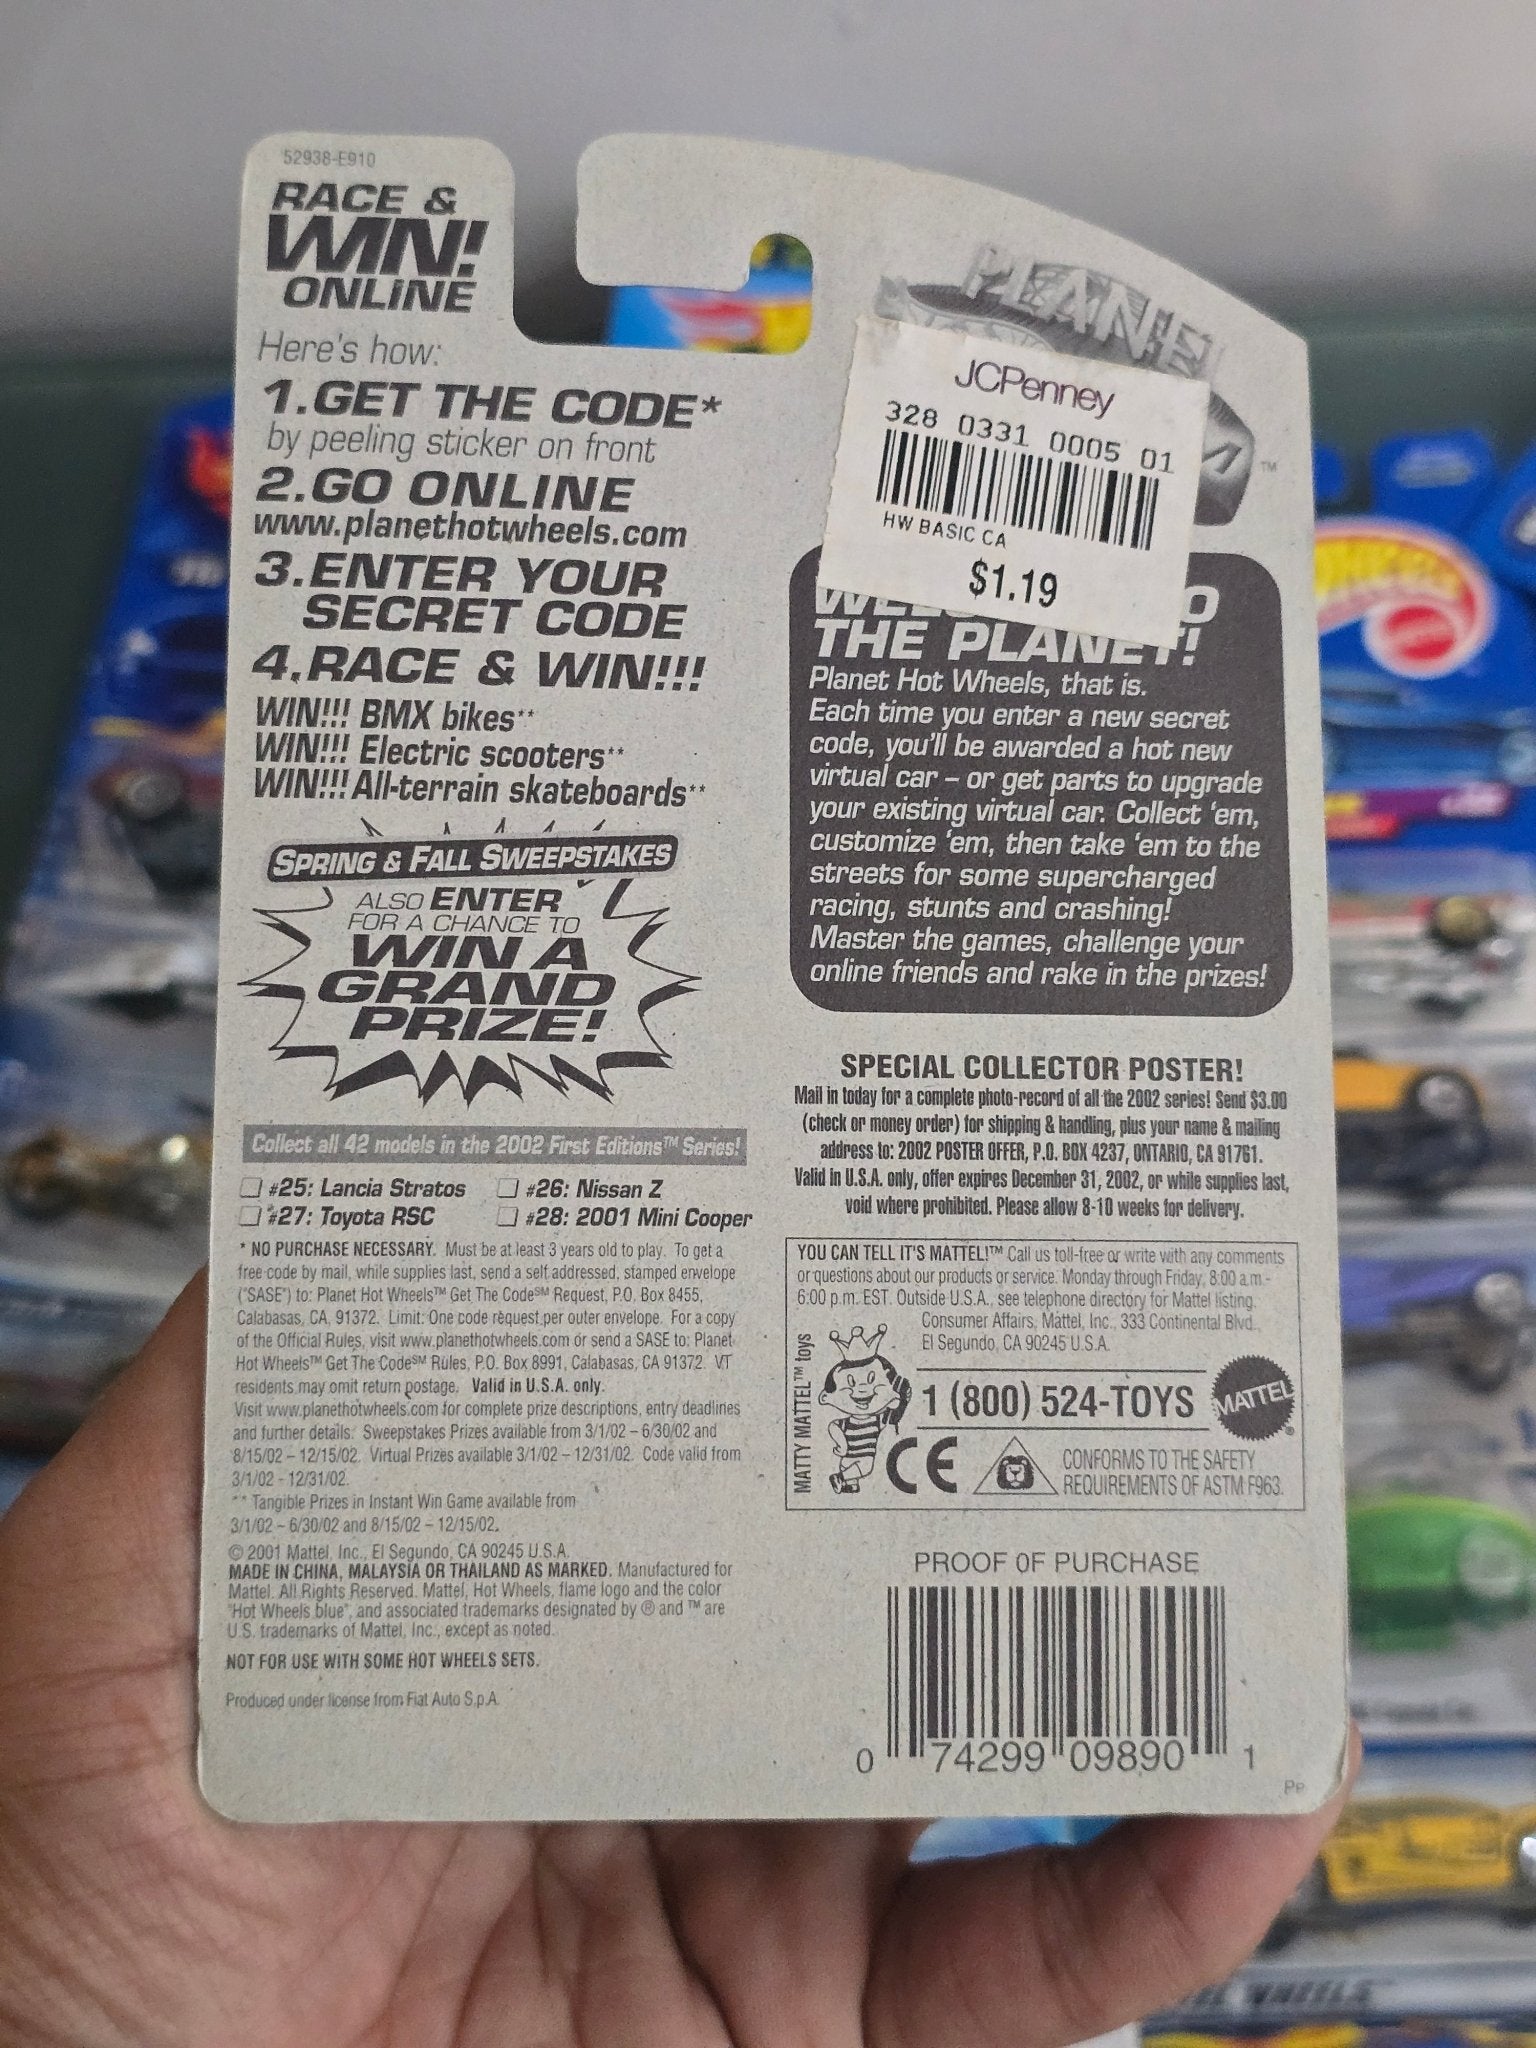 52938-E910
RACE &
WIN!
ONLINE
Here's how:
1.GET THE CODE*
by peeling sticker on front
2.GO ONLINE
www.planethotwheels.com
3.ENTER YOUR
SECRET CODE
4.RACE & WIN!!!
WIN!!! BMX bikes**
WIN!!! Electric scooters**
WIN!!! All-terrain skateboards**
SPRING & FALL SWEEPSTAKES
ALSO ENTER
FOR A CHANCE TO
WIN A
GRAND
PRIZE!
Collect all 42 models in the 2002 First Editions™ Series!
#25: Lancia Stratos
#26: Nissan Z
#27: Toyota RSC
#28: 2001 Mini Cooper
* NO PURCHASE NECESSARY. Must be at least 3 years old to play. To get a
free code by mail, while supplies last, send a self addressed, stamped envelope
("SASE") to: Planet Hot Wheels™ Get The Code℠ Request, P.O. Box 8455,
Calabasas, CA, 91372. Limit: One code request per outer envelope. For a copy
of the Official Rules, visit www.planethotwheels.com or send a SASE to: Planet
Hot Wheels™ Get The Code℠ Rules, P.O. Box 8991, Calabasas, CA 91372. VT
residents may omit return postage. Valid in U.S.A. only.
Visit www.planethotwheels.com for complete prize descriptions, entry deadlines
and further details. Sweepstakes Prizes available from 3/1/02 – 6/30/02 and
8/15/02 – 12/15/02. Virtual Prizes available 3/1/02 – 12/31/02. Code valid from
3/1/02 - 12/31/02.
** Tangible Prizes in Instant Win Game available from
3/1/02 – 6/30/02 and 8/15/02 – 12/15/02.
© 2001 Mattel, Inc., El Segundo, CA 90245 U.S.A.
MADE IN CHINA, MALAYSIA OR THAILAND AS MARKED. Manufactured for
Mattel. All Rights Reserved. Mattel, Hot Wheels, flame logo and the color
"Hot Wheels blue", and associated trademarks designated by ® and ™ are
U.S. trademarks of Mattel, Inc., except as noted.
NOT FOR USE WITH SOME HOT WHEELS SETS.
Produced under license from Fiat Auto S.p.A.
PLANE
™
JCPenney
328 0331 0005 01
HW BASIC CA
$1.19
THE PLANET!
Planet Hot Wheels, that is.
Each time you enter a new secret
code, you'll be awarded a hot new
virtual car – or get parts to upgrade
your existing virtual car. Collect 'em,
customize 'em, then take 'em to the
streets for some supercharged
racing, stunts and crashing!
Master the games, challenge your
online friends and rake in the prizes!
SPECIAL COLLECTOR POSTER!
Mail in today for a complete photo-record of all the 2002 series! Send $3.00
(check or money order) for shipping & handling, plus your name & mailing
address to: 2002 POSTER OFFER, P.O. BOX 4237, ONTARIO, CA 91761.
Valid in U.S.A. only, offer expires December 31, 2002, or while supplies last,
void where prohibited. Please allow 8-10 weeks for delivery.
YOU CAN TELL IT'S MATTEL!™ Call us toll-free or write with any comments
or questions about our products or service. Monday through Friday, 8:00 a.m.-
6:00 p.m. EST. Outside U.S.A., see telephone directory for Mattel listing.
Consumer Affairs, Mattel, Inc., 333 Continental Blvd.,
El Segundo, CA 90245 U.S.A.
MATTY MATTEL™ toys
1 (800) 524-TOYS
MATTEL®
CE
CONFORMS TO THE SAFETY
REQUIREMENTS OF ASTM F963.
PROOF OF PURCHASE
0 74299 09890 1
PP
WHEELS